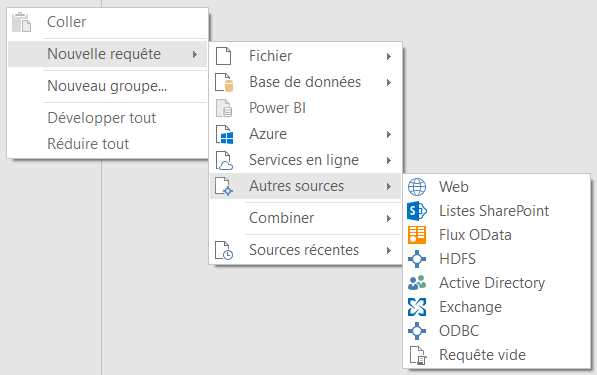 Coller
Nouvelle requête
Nouveau groupe...
Développer tout
Réduire tout
Fichier
Base de données
Power BI
Azure
Services en ligne
Autres sources
Combiner
Sources récentes
Web
Listes SharePoint
Flux OData
HDFS
Active Directory
Exchange
ODBC
Requête vide